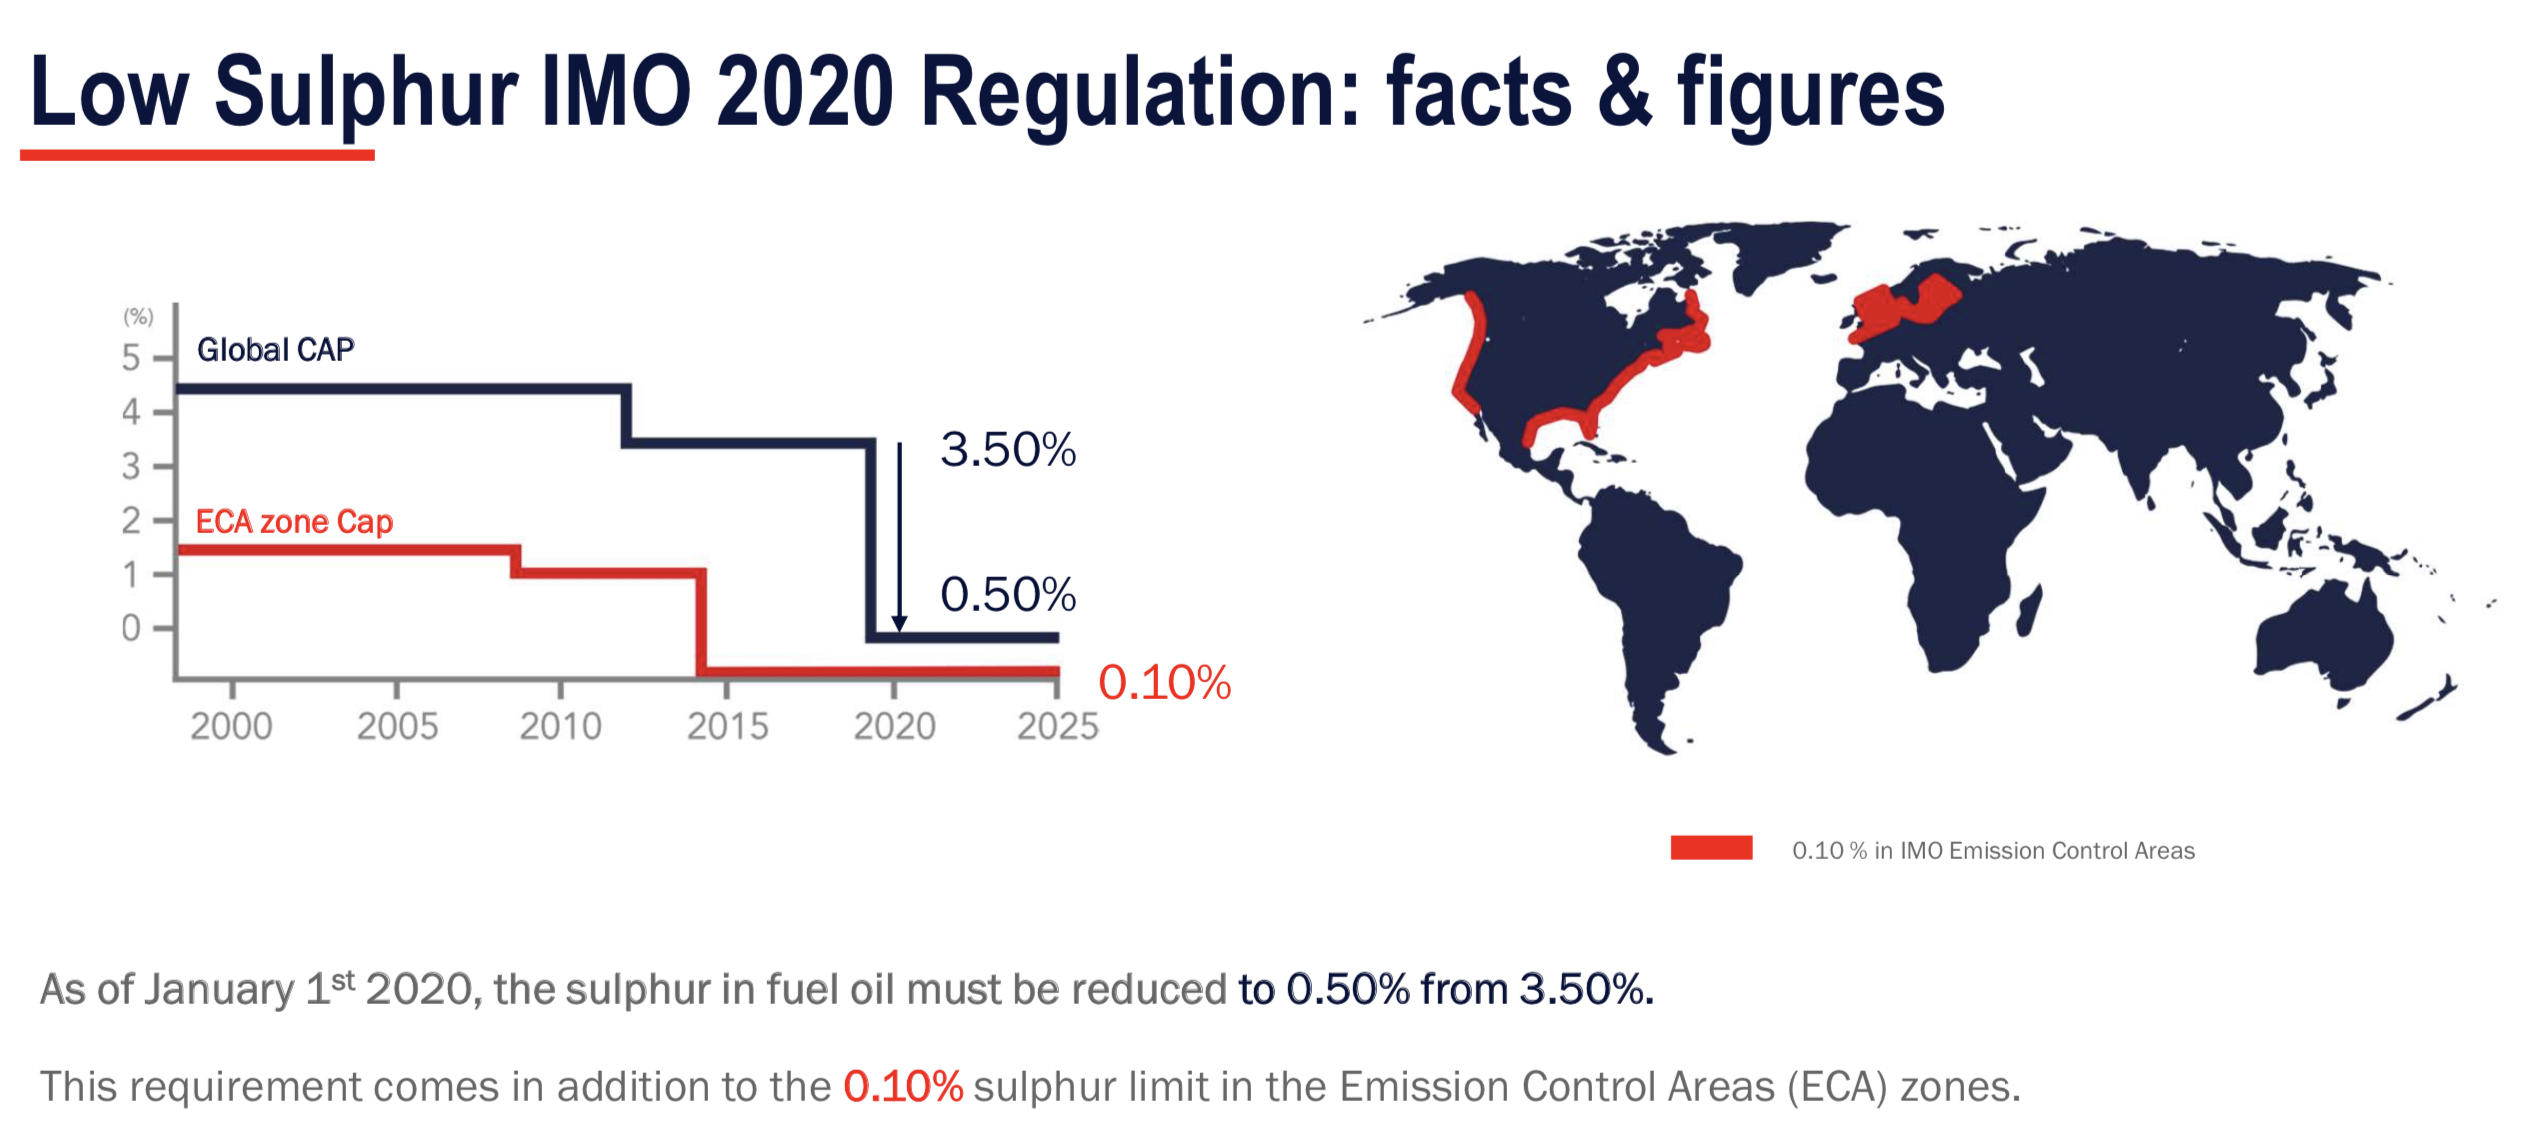 Low Sulphur IMO 2020 Regulation: facts & figures
(%)
5
4
3
2
1
0
Global CAP
ECA zone Cap
3.50%
0.50%
0.10%
2000 2005 2010 2015 2020 2025
0.10 % in IMO Emission Control Areas
As of January 1st 2020, the sulphur in fuel oil must be reduced to 0.50% from 3.50%.
This requirement comes in addition to the 0.10% sulphur limit in the Emission Control Areas (ECA) zones.